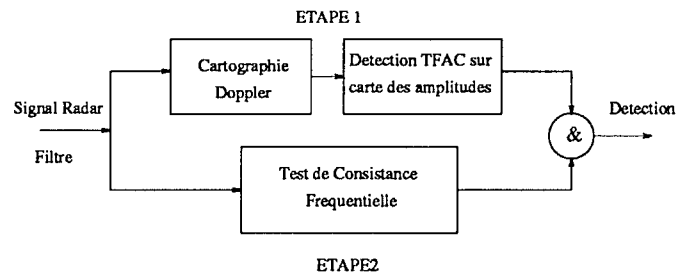 ETAPE 1
Cartographie
Doppler
Detection TFAC sur
carte des amplitudes
Signal Radar
Filtre
&
Detection
Test de Consistance
Frequentielle
ETAPE2